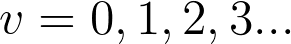 v = 0, 1, 2, 3...